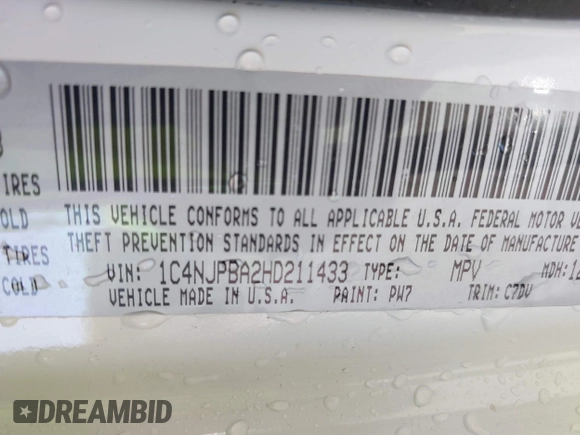 IRES
OLD
TIRES
COLD
THIS VEHICLE CONFORMS TO ALL APPLICABLE U.S.A. FEDERAL MOTOR VE
THEFT PREVENTION STANDARDS IN EFFECT ON THE DATE OF MANUFACTURE
VIN: 1C4NJPBA2HD211433 TYPE: MPV MDH:
VEHICLE MADE IN U.S.A. PAINT: PW7 TRIM: C7DV
DREAMBID